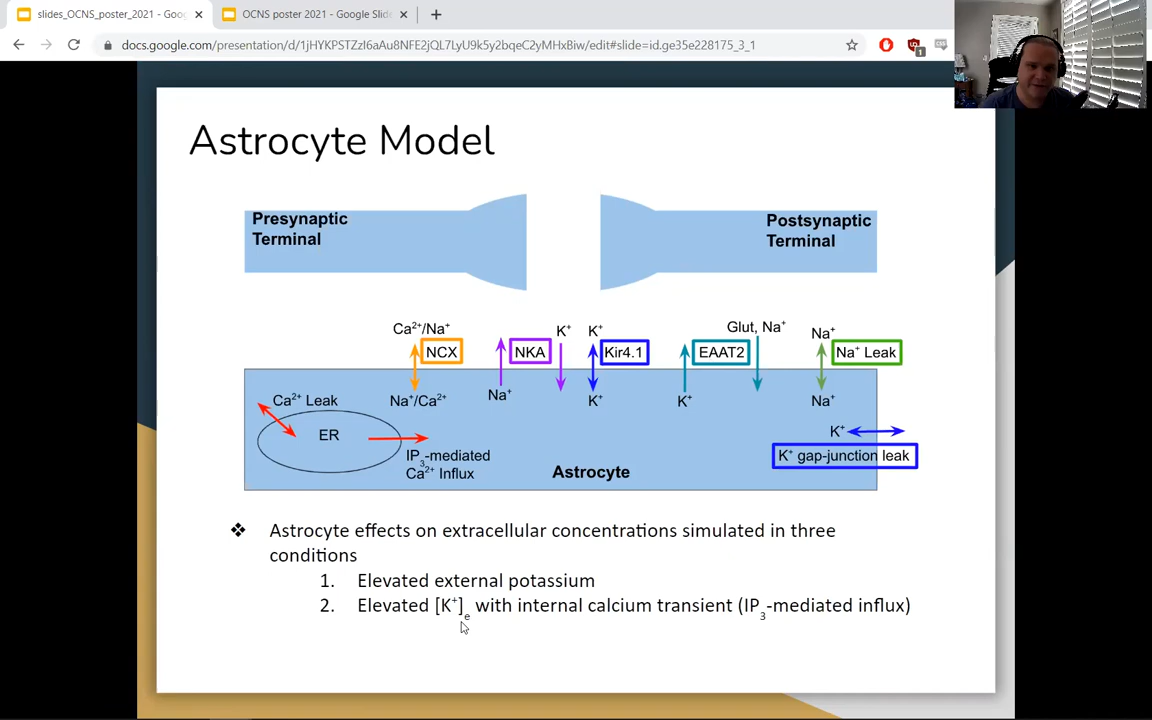 slides_OCNS_poster_2021 - Goog
OCNS poster 2021 - Google Slide
docs.google.com/presentation/d/1jHYKPSTZzI6aAu8NFE2jQL7LyU9k5y2bqeC2yMHxBiw/edit#slide=id.ge35e228175_3_1
1
Astrocyte Model
Presynaptic
Terminal
Postsynaptic
Terminal
Ca²⁺/Na⁺
NCX
Na⁺/Ca²⁺
NKA
K⁺
Na⁺
K⁺
Kir4.1
K⁺
Glut, Na⁺
EAAT2
K⁺
Na⁺
Na⁺ Leak
Na⁺
Ca²⁺ Leak
ER
IP₃-mediated
Ca²⁺ Influx
Astrocyte
K⁺
K⁺ gap-junction leak
❖ Astrocyte effects on extracellular concentrations simulated in three
conditions
1. Elevated external potassium
2. Elevated [K⁺]ₑ with internal calcium transient (IP₃-mediated influx)